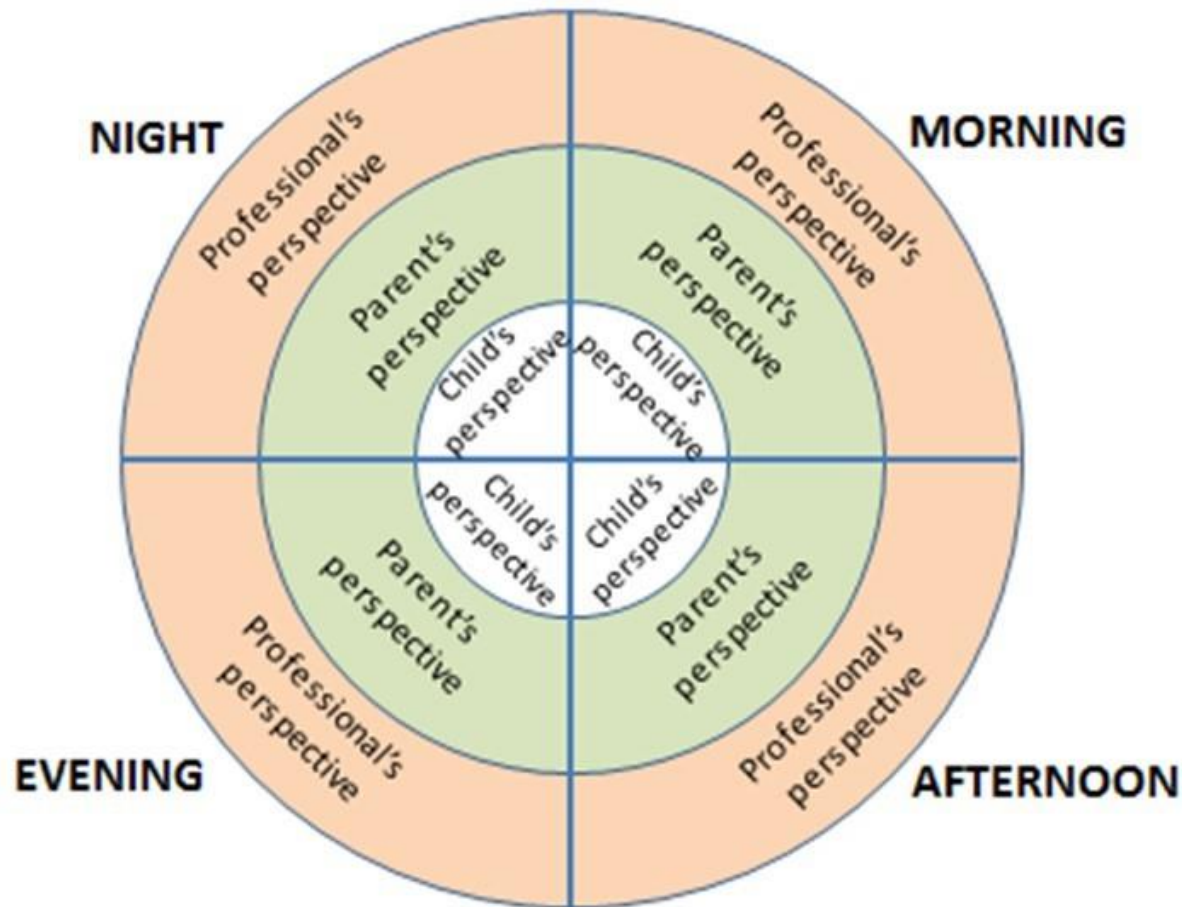 NIGHT
Professional's
perspective
Parent's
perspective
Child's
perspective
MORNING
Professional's
perspective
Parent's
perspective
Child's
perspective
EVENING
Professional's
perspective
Parent's
perspective
Child's
perspective
AFTERNOON
Professional's
perspective
Parent's
perspective
Child's
perspective